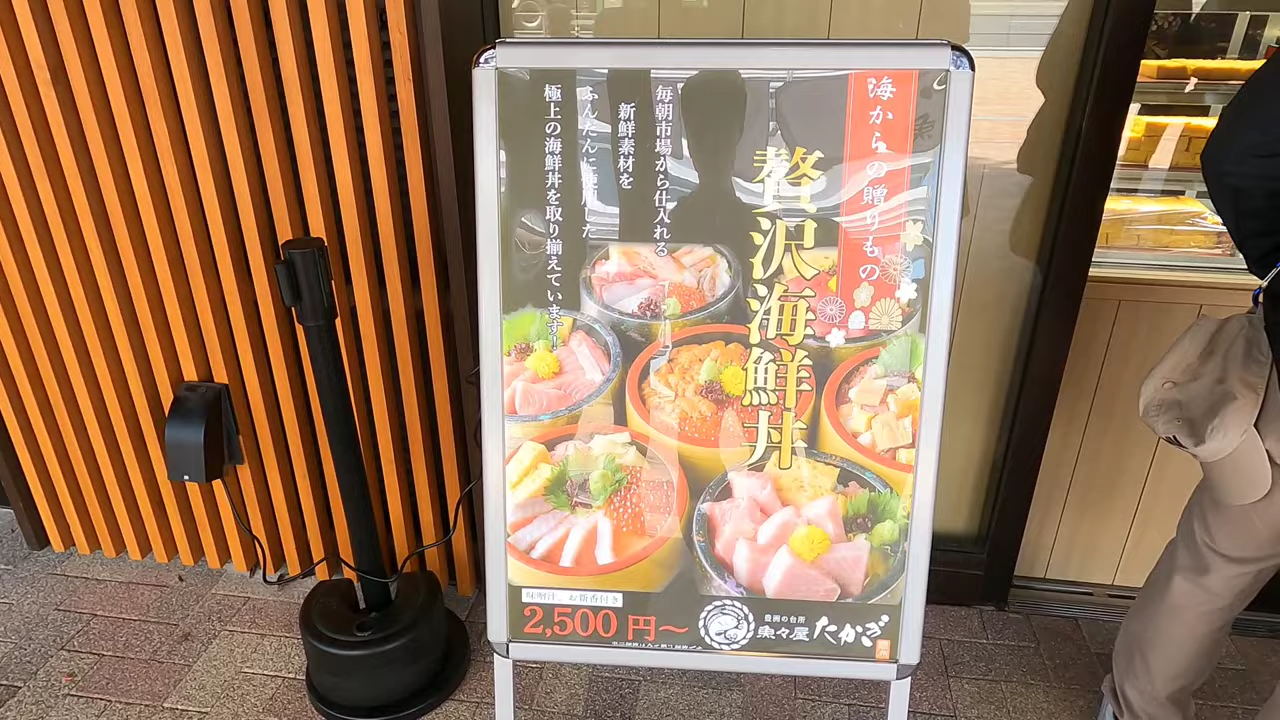 海からの贈りもの
贅沢海鮮丼
毎朝市場から仕入れる
新鮮素材を
ふんだんに使用した
極上の海鮮丼を取り揃えています!
味噌汁、お新香付き
2,500円～
豊洲の台所
魚々屋たかぎ